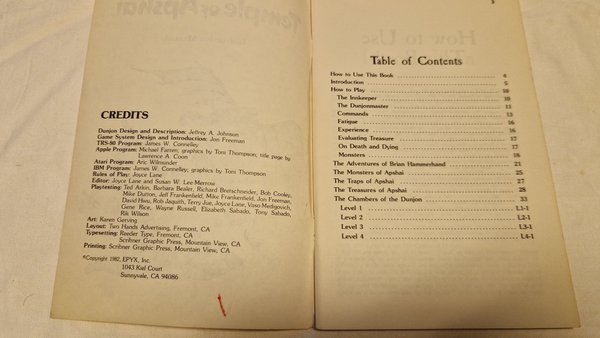 CREDITS
Dunjon Design and Description: Jeffrey A. Johnson
Game System Design and Introduction: Jon Freeman
TRS-80 Program: James W. Connelley
Apple Program: Michael Farren; graphics by Toni Thompson; title page by
Lawrence A. Coon
Atari Program: Aric Wilmunder
IBM Program: James W. Connelley; graphics by Toni Thompson
Rules of Play: Joyce Lane
Editor: Joyce Lane and Susan W. Lee-Merrow
Playtesting: Ted Atkin, Barbara Bealer, Richard Bretschneider, Bob Cooley,
Mike Dutton, Jeff Frankenfield, Mike Frankenfield, Jon Freeman,
David Hwu, Rob Jaquith, Terry Jue, Joyce Lane, Vaso Medigovich,
Gene Rice, Wayne Russell, Elizabeth Sabado, Tony Sabado,
Rik Wilson
Art: Karen Gerving
Layout: Two Hands Advertising, Fremont, CA
Typesetting: Reeder Type, Fremont, CA
Scribner Graphic Press, Mountain View, CA
Printing: Scribner Graphic Press, Mountain View, CA
©Copyright 1982, EPYX, Inc.
1043 Kiel Court
Sunnyvale, CA 94086
3
Table of Contents
How to Use This Book 4
Introduction 5
How to Play 10
The Innkeeper 10
The Dunjonmaster 11
Commands 13
Fatigue 16
Experience 16
Evaluating Treasure 17
On Death and Dying 17
Monsters 18
The Adventures of Brian Hammerhand 21
The Monsters of Apshai 25
The Traps of Apshai 27
The Treasures of Apshai 28
The Chambers of the Dunjon 33
Level 1 L1-1
Level 2 L2-1
Level 3 L3-1
Level 4 L4-1